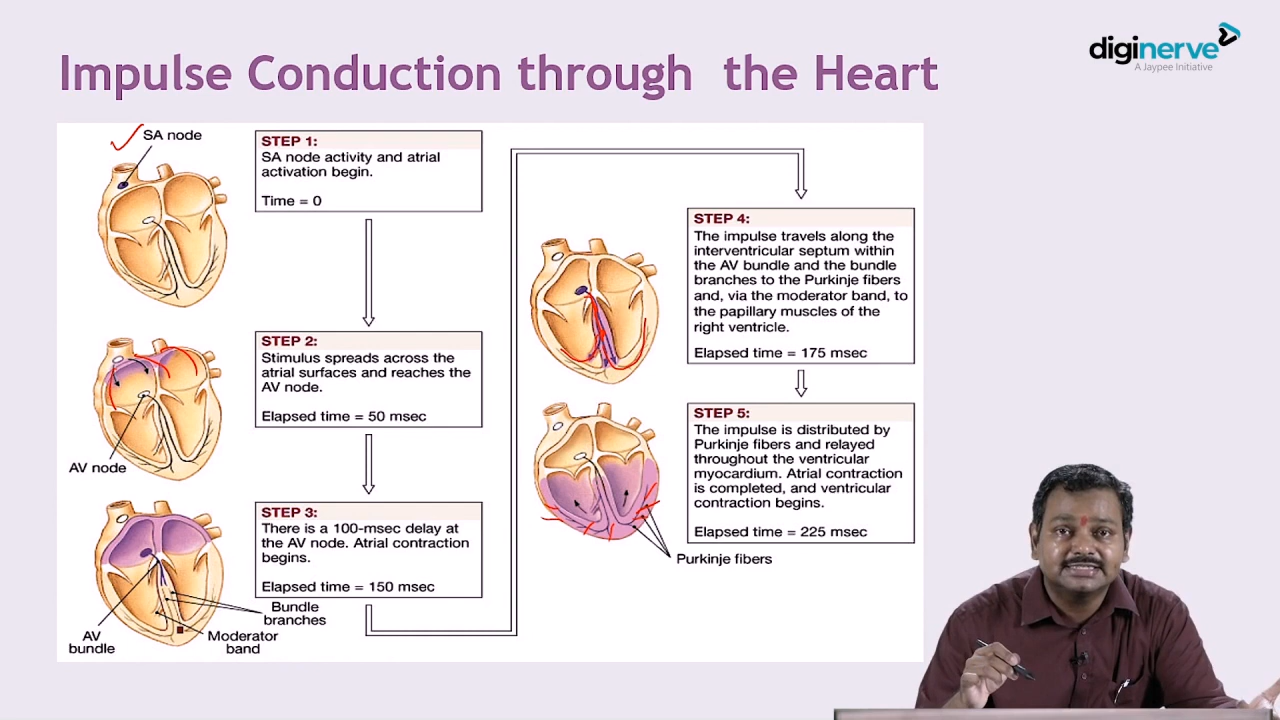 Impulse Conduction through the Heart
diginerve
A Jaypee Initiative
SA node
STEP 1:
SA node activity and atrial
activation begin.
Time = 0
STEP 2:
Stimulus spreads across the
atrial surfaces and reaches the
AV node.
Elapsed time = 50 msec
AV node
STEP 3:
There is a 100-msec delay at
the AV node. Atrial contraction
begins.
Elapsed time = 150 msec
Bundle
branches
AV
bundle
Moderator
band
STEP 4:
The impulse travels along the
interventricular septum within
the AV bundle and the bundle
branches to the Purkinje fibers
and, via the moderator band, to
the papillary muscles of the
right ventricle.
Elapsed time = 175 msec
STEP 5:
The impulse is distributed by
Purkinje fibers and relayed
throughout the ventricular
myocardium. Atrial contraction
is completed, and ventricular
contraction begins.
Elapsed time = 225 msec
Purkinje fibers